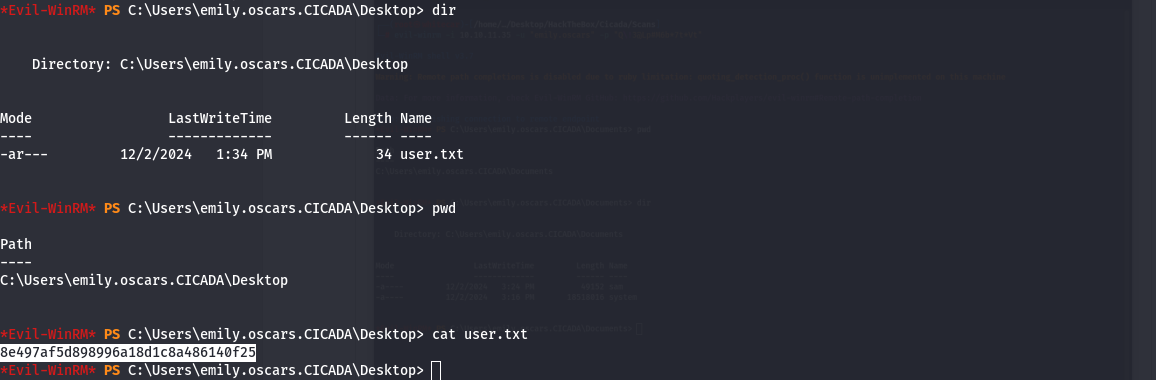 *Evil-WinRM* PS C:\Users\emily.oscars.CICADA\Desktop> dir
Directory: C:\Users\emily.oscars.CICADA\Desktop
Mode LastWriteTime Length Name
---- ------------- ------ ----
-ar--- 12/2/2024 1:34 PM 34 user.txt
*Evil-WinRM* PS C:\Users\emily.oscars.CICADA\Desktop> pwd
Path
----
C:\Users\emily.oscars.CICADA\Desktop
*Evil-WinRM* PS C:\Users\emily.oscars.CICADA\Desktop> cat user.txt
8e497af5d898996a18d1c8a486140f25
*Evil-WinRM* PS C:\Users\emily.oscars.CICADA\Desktop>